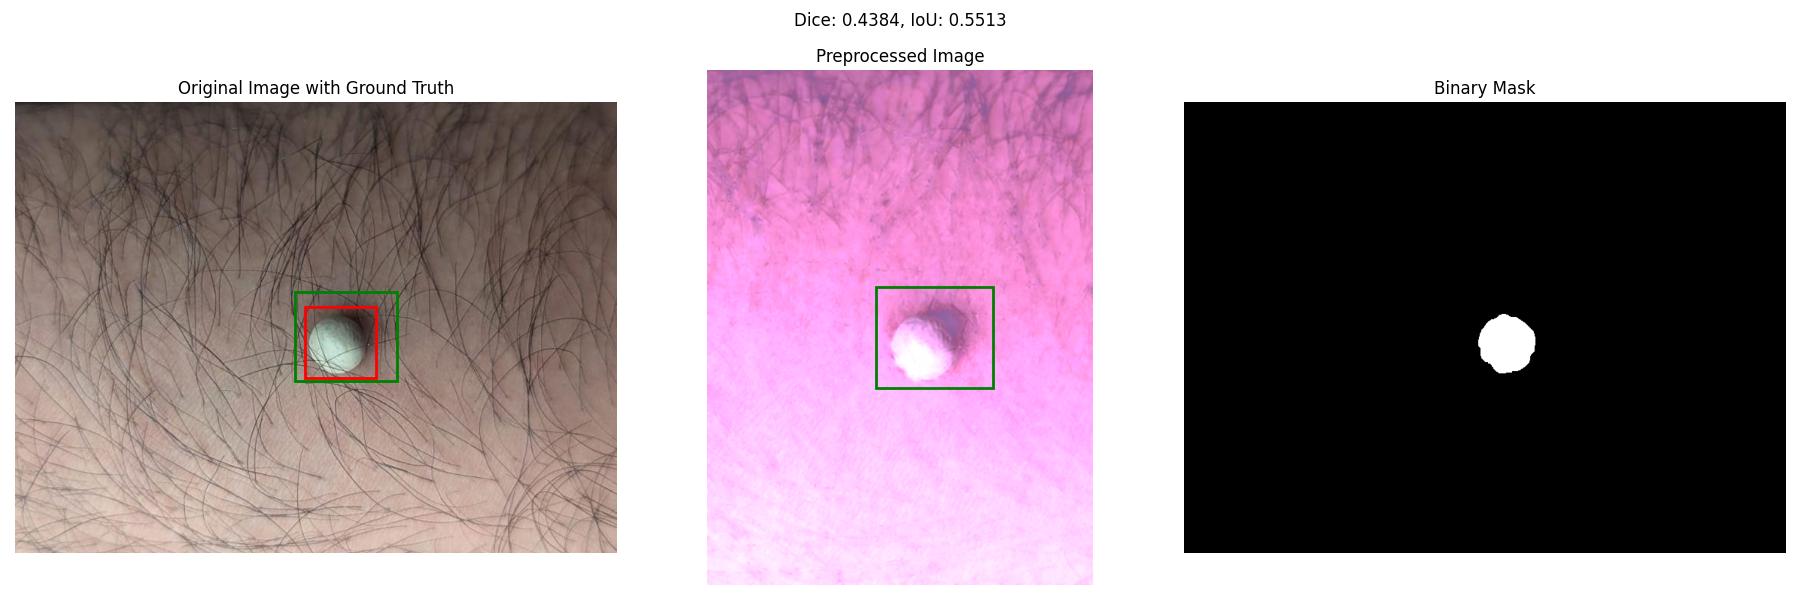 Dice: 0.4384, IoU: 0.5513
Preprocessed Image
Original Image with Ground Truth
Binary Mask